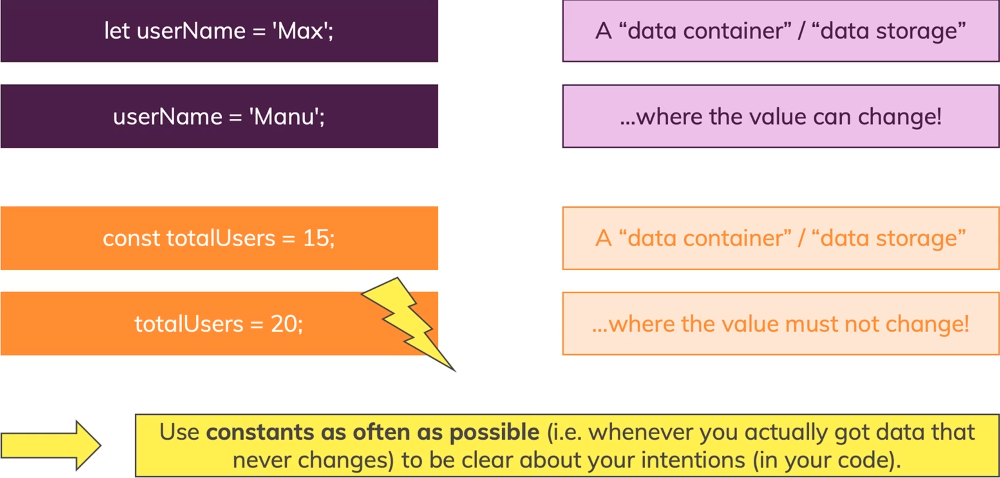 let userName = 'Max';
A “data container” / “data storage”
userName = 'Manu';
...where the value can change!
const totalUsers = 15;
A “data container” / “data storage”
totalUsers = 20;
...where the value must not change!
Use constants as often as possible (i.e. whenever you actually got data that
never changes) to be clear about your intentions (in your code).